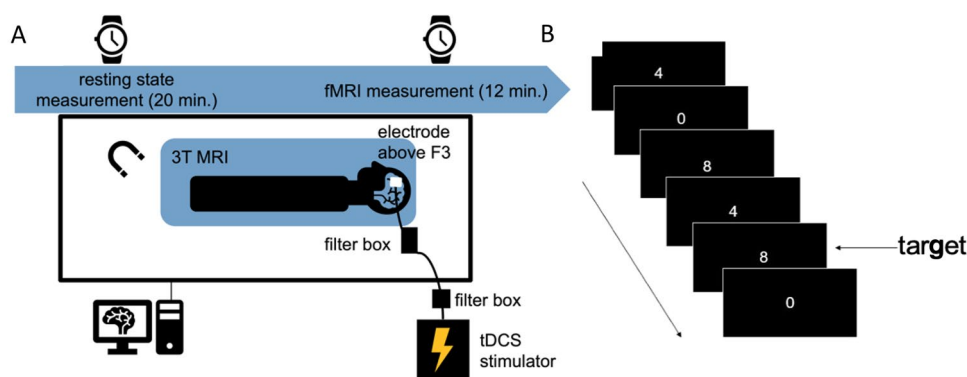 A
B
resting state
measurement (20 min.)
fMRI measurement (12 min.)
electrode
above F3
3T MRI
filter box
filter box
tDCS
stimulator
4
0
8
4
8
target
0